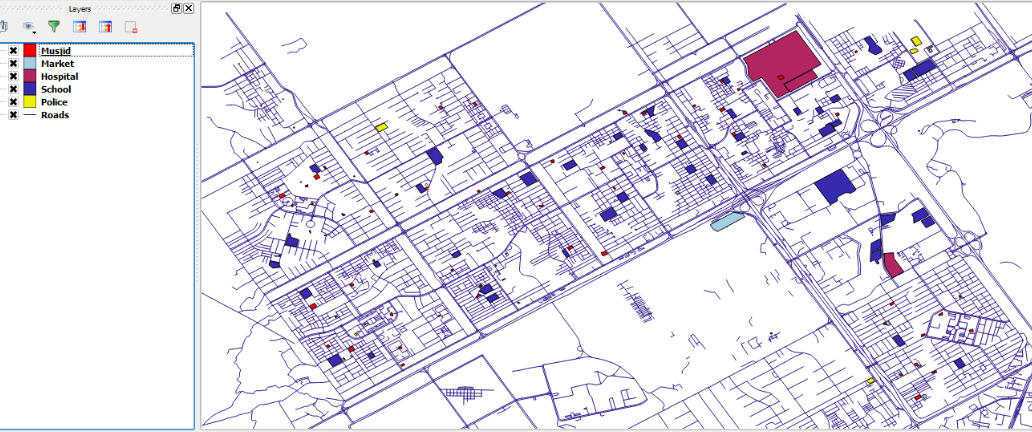 Layers
Musjid
Market
Hospital
School
Police
Roads